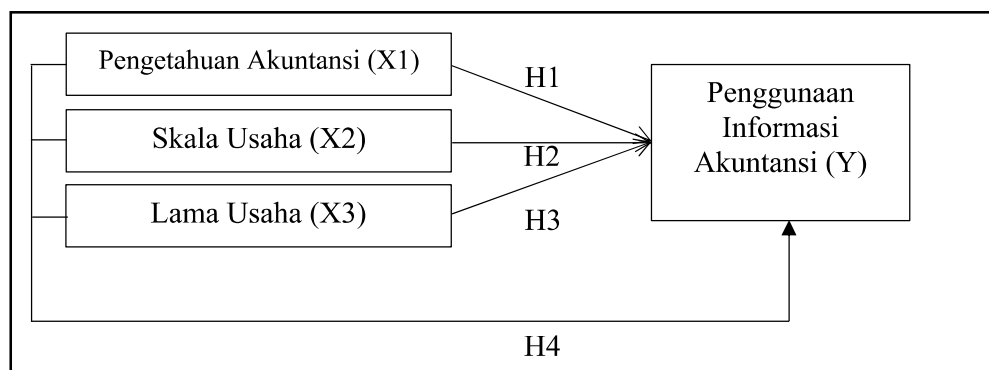 Pengetahuan Akuntansi (X1)
H1
Skala Usaha (X2)
H2
Lama Usaha (X3)
H3
Penggunaan
Informasi
Akuntansi (Y)
H4